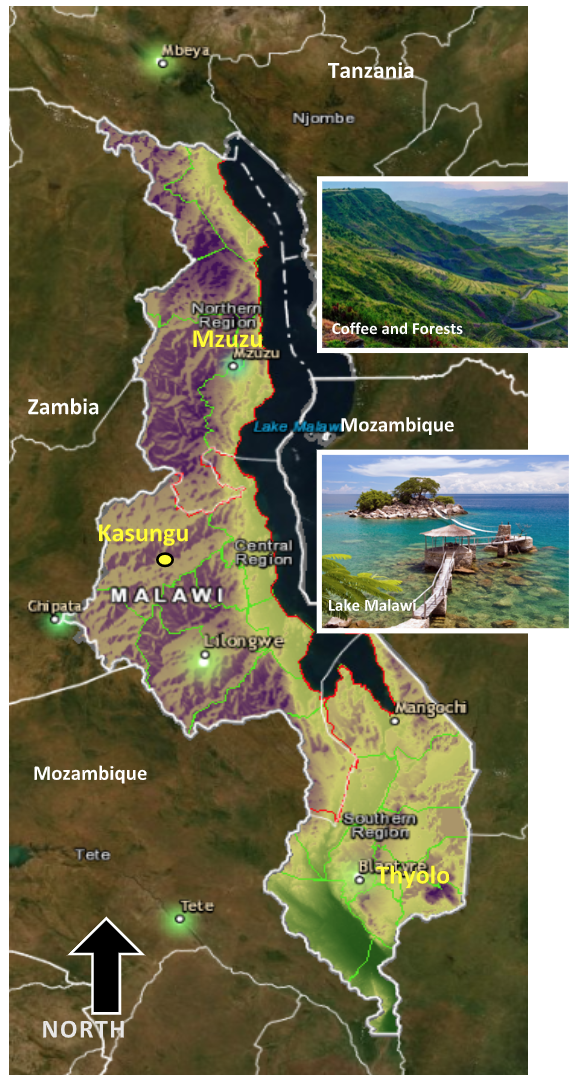 Mbeya
Tanzania
Njombe
Northern
Region
Mzuzu
Mzuzu
Coffee and Forests
Zambia
Lake Malawi
Mozambique
Kasungu
Central
Region
MALAWI
Chipata
Lake Malawi
Lilongwe
Mangochi
Mozambique
Southern
Region
Tete
Blantyre
Thyolo
Tete
NORTH